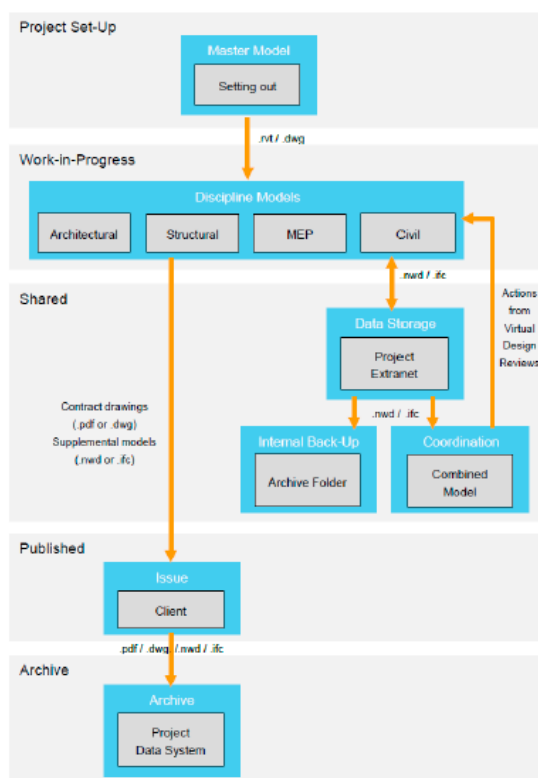 Project Set-Up
Master Model
Setting out
.rvt / .dwg
Work-in-Progress
Discipline Models
Architectural
Structural
MEP
Civil
.nwd / .ifc
Shared
Actions
from
Virtual
Design
Reviews
Data Storage
Project
Extranet
Contract drawings
(.pdf or .dwg)
Supplemental models
(.nwd or .ifc)
.nwd / .ifc
Internal Back-Up
Archive Folder
Coordination
Combined
Model
Published
Issue
Client
.pdf / .dwg /.nwd / .ifc
Archive
Archive
Project
Data System